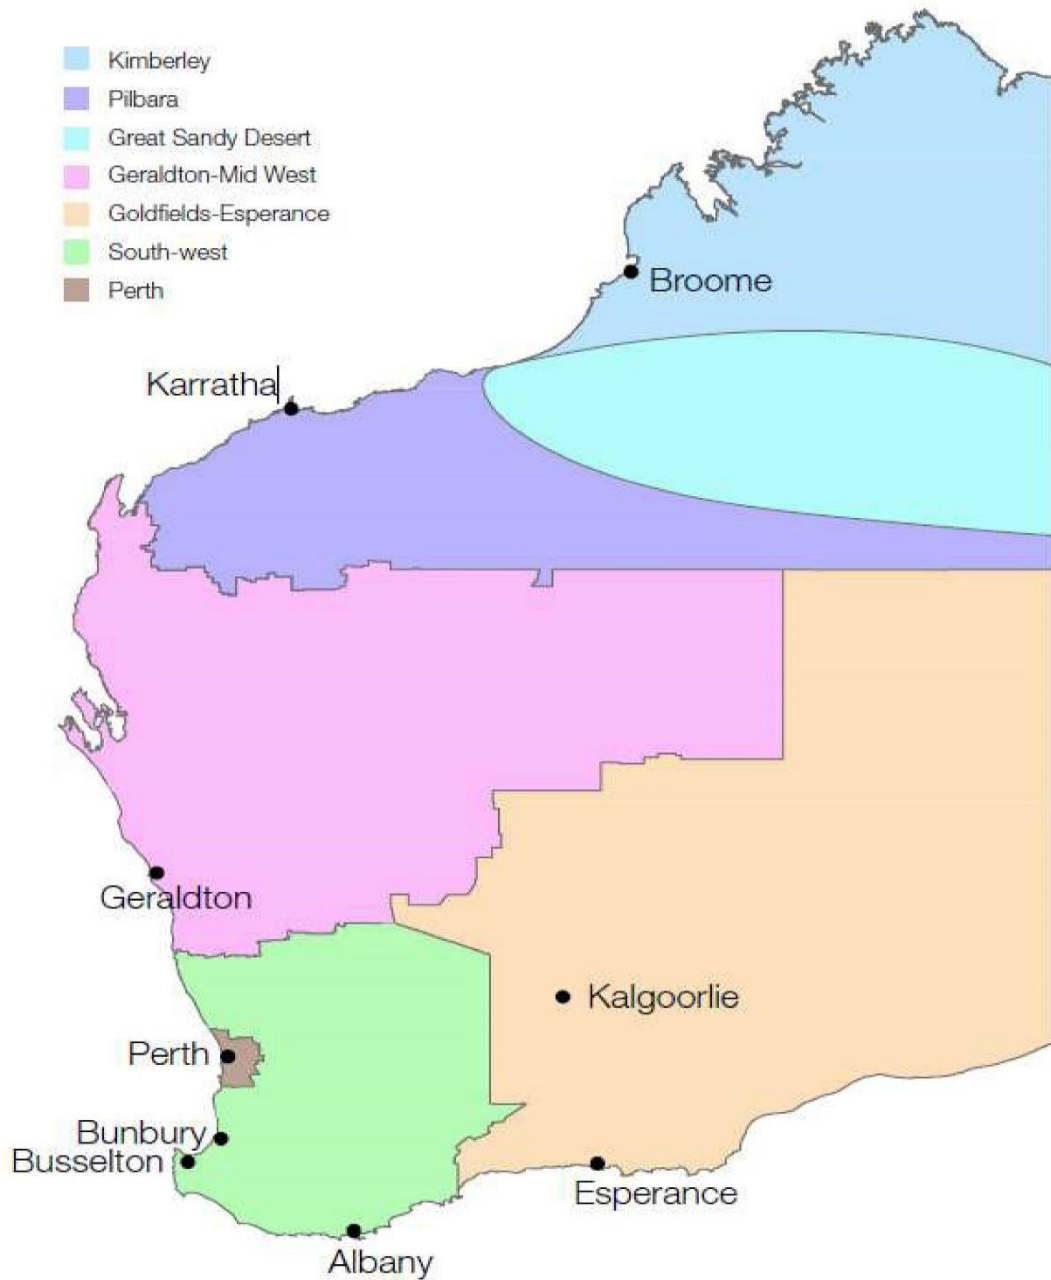 Kimberley
Pilbara
Great Sandy Desert
Geraldton-Mid West
Goldfields-Esperance
South-west
Perth
Broome
Karratha
Geraldton
Kalgoorlie
Perth
Bunbury
Busselton
Esperance
Albany